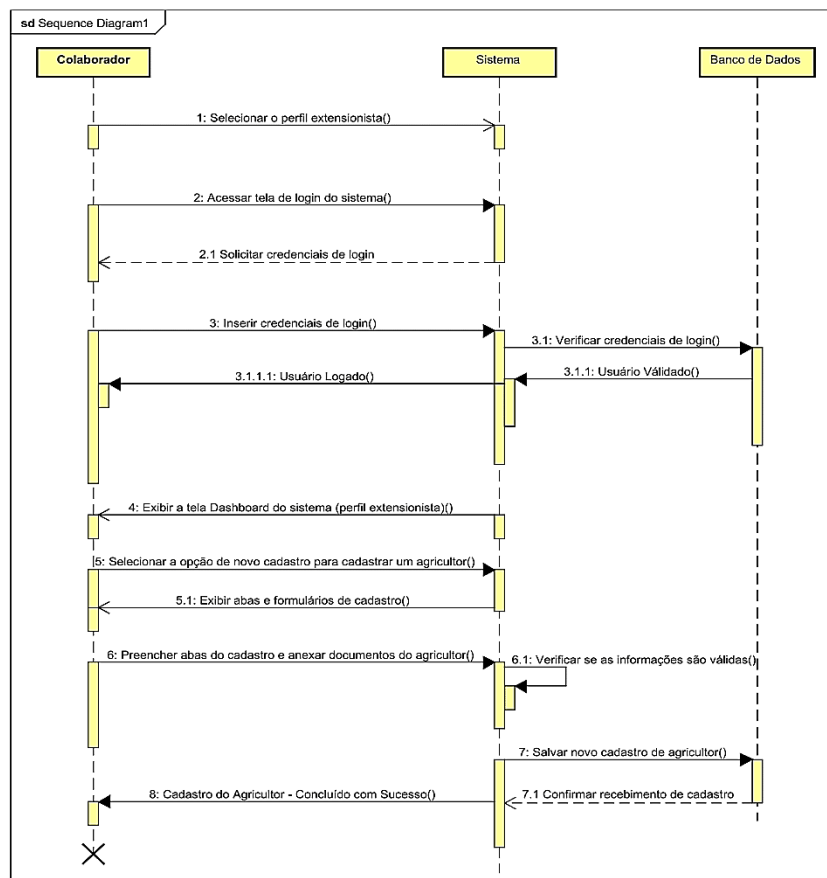 sd Sequence Diagram1
Colaborador
Sistema
Banco de Dados
1: Selecionar o perfil extensionista()
2: Acessar tela de login do sistema()
2.1 Solicitar credenciais de login
3: Inserir credenciais de login()
3.1: Verificar credenciais de login()
3.1.1.1: Usuário Logado()
3.1.1: Usuário Válidado()
4: Exibir a tela Dashboard do sistema (perfil extensionista)()
5: Selecionar a opção de novo cadastro para cadastrar um agricultor()
5.1: Exibir abas e formulários de cadastro()
6: Preencher abas do cadastro e anexar documentos do agricultor()
6.1: Verificar se as informações são válidas()
7: Salvar novo cadastro de agricultor()
8: Cadastro do Agricultor - Concluído com Sucesso()
7.1 Confirmar recebimento de cadastro